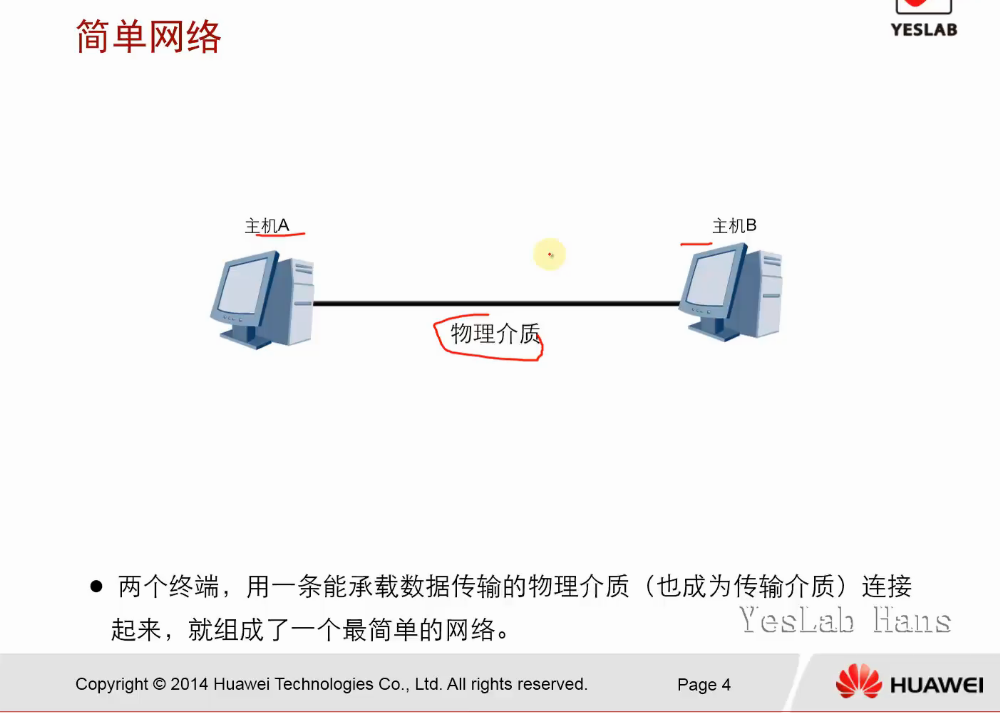 简单网络
YESLAB
主机A
主机B
物理介质
● 两个终端，用一条能承载数据传输的物理介质（也成为传输介质）连接
起来，就组成了一个最简单的网络。
YesLab Hans
Copyright © 2014 Huawei Technologies Co., Ltd. All rights reserved.
Page 4
HUAWEI